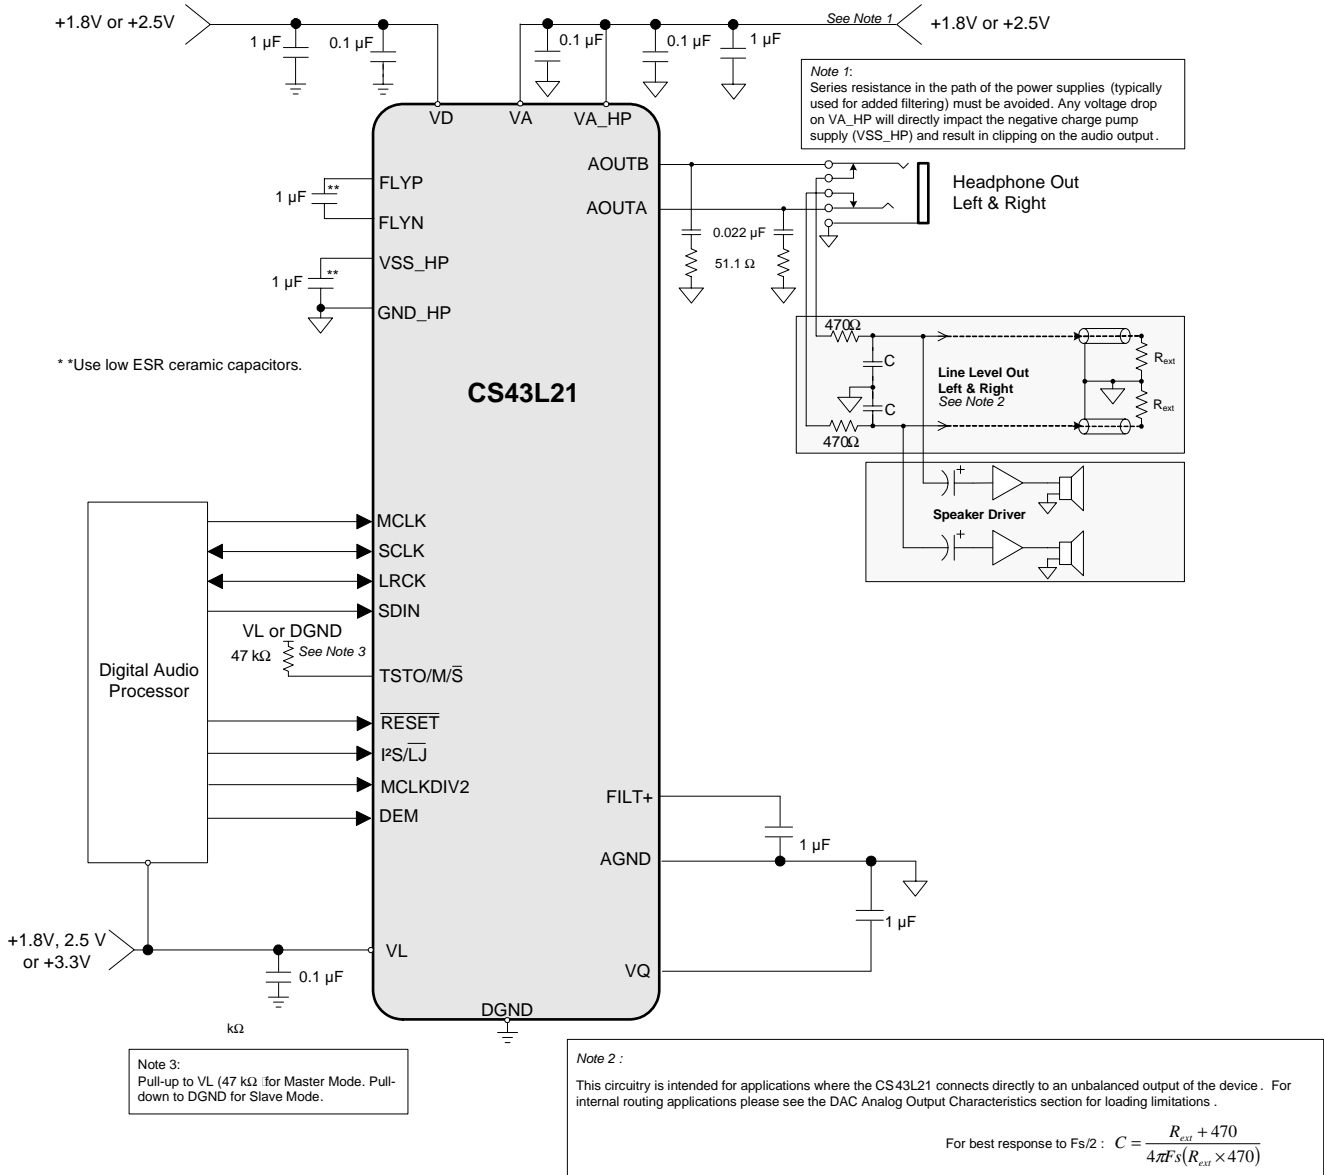 +1.8V or +2.5V
1 µF
0.1 µF
0.1 µF
0.1 µF
1 µF
See Note 1
+1.8V or +2.5V
Note 1:
Series resistance in the path of the power supplies (typically
used for added filtering) must be avoided. Any voltage drop
on VA_HP will directly impact the negative charge pump
supply (VSS_HP) and result in clipping on the audio output.
VD
VA
VA_HP
AOUTB
AOUTA
Headphone Out
Left & Right
FLYP
**
1 µF
FLYN
VSS_HP
**
1 µF
GND_HP
0.022 µF
51.1 Ω
* *Use low ESR ceramic capacitors.
CS43L21
470Ω
C
C
470Ω
Line Level Out
Left & Right
See Note 2
Rext
Rext
+
Speaker Driver
+
Digital Audio
Processor
MCLK
SCLK
LRCK
SDIN
VL or DGND
47 kΩ
See Note 3
TSTO/M/S̅
R̅E̅S̅E̅T̅
I²S/L̅J̅
MCLKDIV2
DEM
FILT+
1 µF
AGND
1 µF
VQ
+1.8V, 2.5 V
or +3.3V
VL
0.1 µF
DGND
kΩ
Note 3:
Pull-up to VL (47 kΩ for Master Mode. Pull-
down to DGND for Slave Mode.
Note 2 :
This circuitry is intended for applications where the CS43L21 connects directly to an unbalanced output of the device. For
internal routing applications please see the DAC Analog Output Characteristics section for loading limitations .
For best response to Fs/2 : C = (Rext + 470) / (4πFs(Rext × 470))